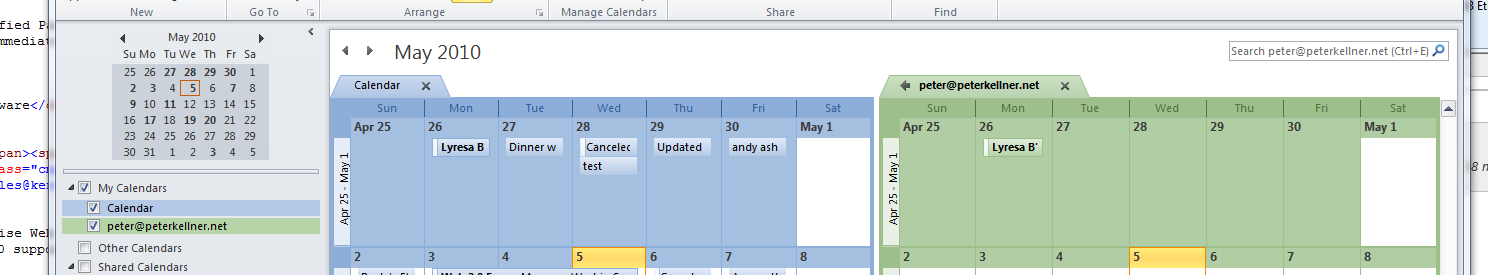 New Go To Arrange Manage Calendars Share Find
May 2010
Su Mo Tu We Th Fr Sa
25 26 27 28 29 30 1
2 3 4 5 6 7 8
9 10 11 12 13 14 15
16 17 18 19 20 21 22
23 24 25 26 27 28 29
30 31 1 2 3 4 5
My Calendars
Calendar
peter@peterkellner.net
Other Calendars
Shared Calendars
May 2010
Search peter@peterkellner.net (Ctrl+E)
Calendar
Sun Mon Tue Wed Thu Fri Sat
Apr 25 26 27 28 29 30 May 1
Lyresa B Dinner w Cancelec Updated andy ash
test
Apr 25 - May 1
2 3 4 5 6 7 8
peter@peterkellner.net
Sun Mon Tue Wed Thu Fri Sat
Apr 25 26 27 28 29 30 May 1
Lyresa B'
Apr 25 - May 1
2 3 4 5 6 7 8